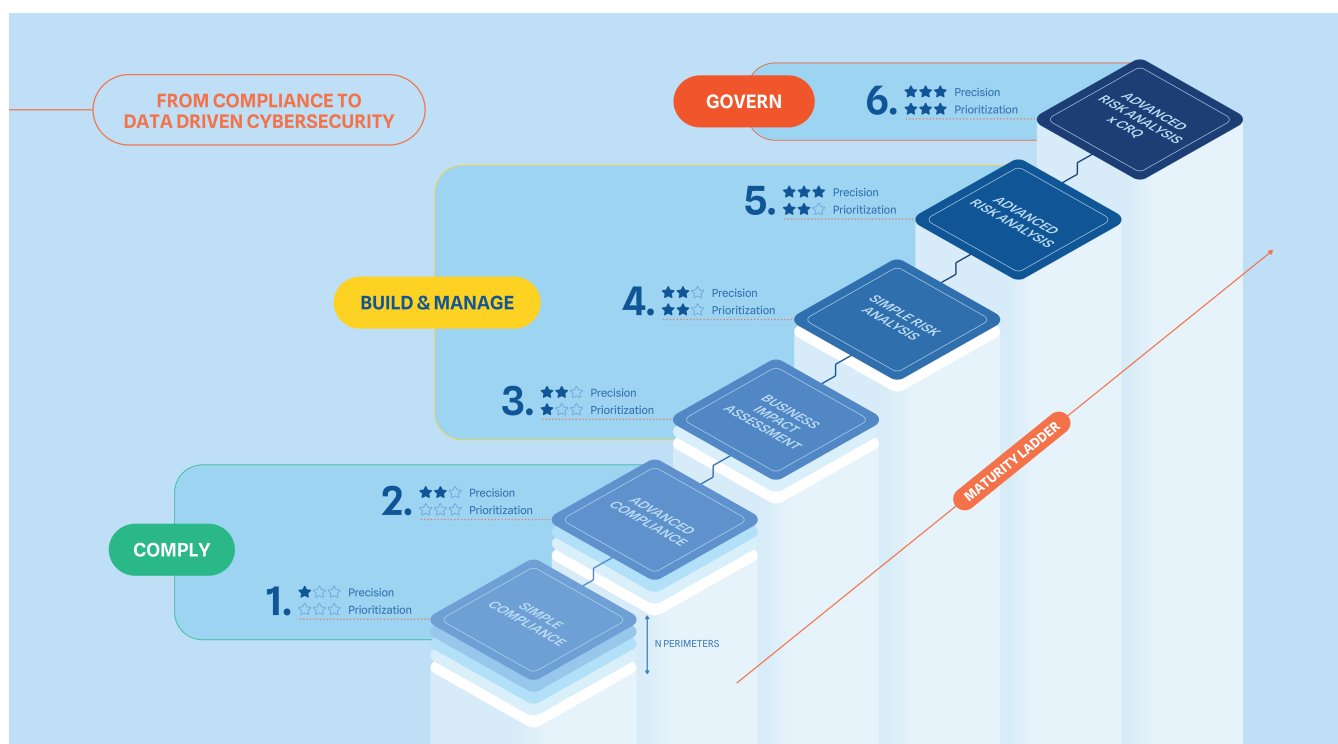 FROM COMPLIANCE TO
DATA DRIVEN CYBERSECURITY
GOVERN
6.
Precision
Prioritization
ADVANCED
RISK ANALYSIS
x CRQ
5.
Precision
Prioritization
ADVANCED
RISK ANALYSIS
BUILD & MANAGE
4.
Precision
Prioritization
SIMPLE RISK
ANALYSIS
3.
Precision
Prioritization
BUSINESS
IMPACT
ASSESSMENT
COMPLY
2.
Precision
Prioritization
ADVANCED
COMPLIANCE
1.
Precision
Prioritization
SIMPLE
COMPLIANCE
N PERIMETERS
MATURITY LADDER